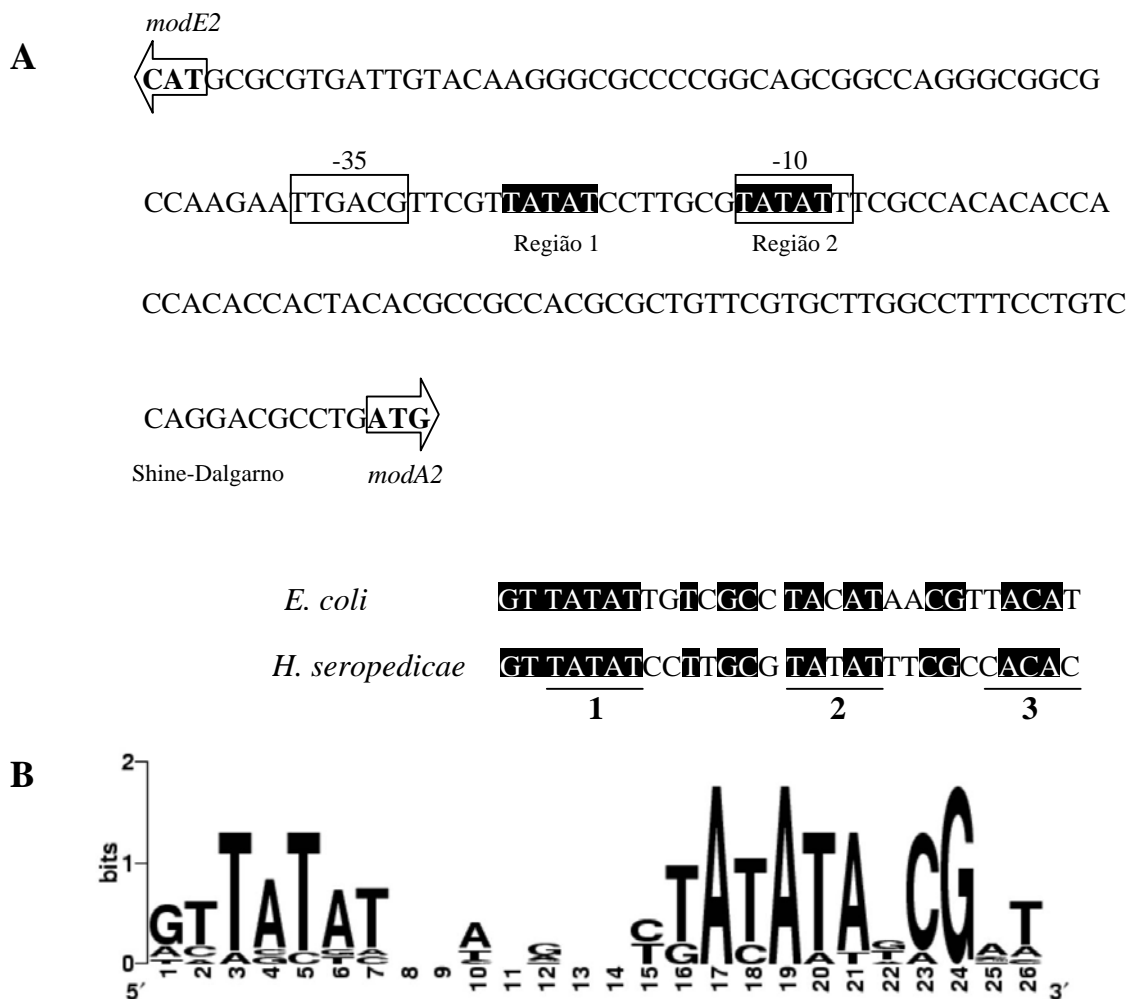 modE2
A
CATGCGCGTGATTGTACAAGGGCGCCCCGGCAGCGGCCAGGGCGGCG
-35 -10
CCAAGAATTGACGTTCGTTATATCCTTGCGTATATTTCGCCACACACCA
Região 1 Região 2
CCACACCACTACACGCCGCCACGCGCTGTTCGTGCTTGGCCTTTCCTGTC
CAGGACGCCTGATG
Shine-Dalgarno modA2
E. coli GTTATATTGTCGCCTACATAACGTTACAT
H. seropedicae GTTATATCCTTGCGTATATTTCGCCACAC
1 2 3
B
2
bits
1
0
1 2 3 4 5 6 7 8 9 10 11 12 13 14 15 16 17 18 19 20 21 22 23 24 25 26
5′ 3′